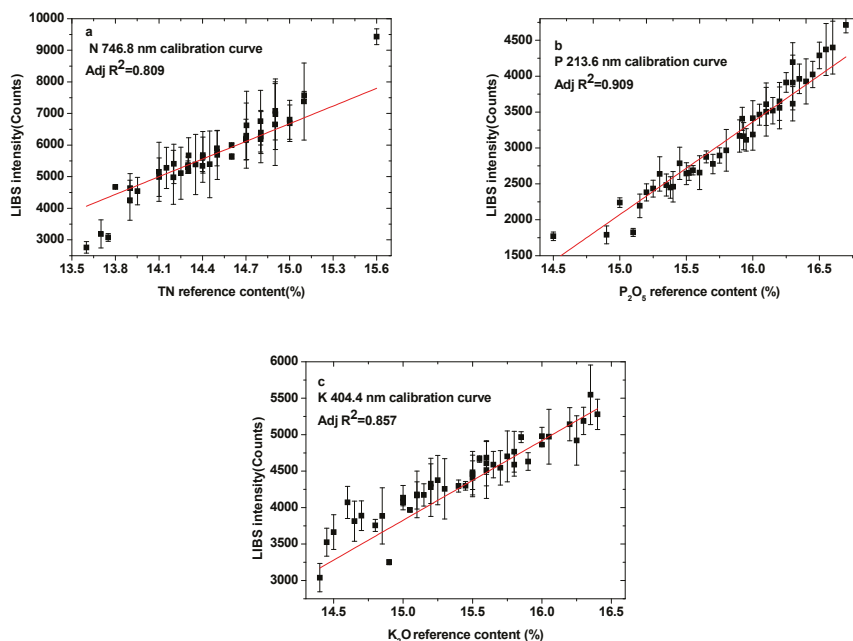 10000
9000
8000
7000
6000
5000
4000
3000
LIBS intensity(Counts)
a
N 746.8 nm calibration curve
Adj R²=0.809
13.5 13.8 14.1 14.4 14.7 15.0 15.3 15.6
TN reference content(%)
4500
4000
3500
3000
2500
2000
1500
LIBS intensity(Counts)
b
P 213.6 nm calibration curve
Adj R²=0.909
14.5 15.0 15.5 16.0 16.5
P₂O₅ reference content (%)
6000
5500
5000
4500
4000
3500
3000
LIBS intensity(Counts)
c
K 404.4 nm calibration curve
Adj R²=0.857
14.5 15.0 15.5 16.0 16.5
K₂O reference content (%)